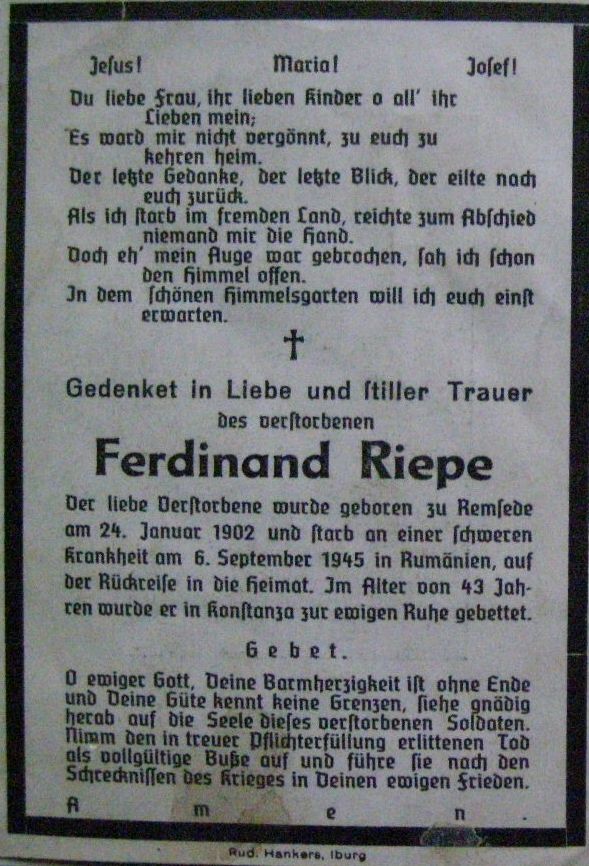 Jesus! Maria! Josef!
Du liebe Frau, ihr lieben Kinder o all' ihr
Lieben mein;
Es ward mir nicht vergönnt, zu euch zu
kehren heim.
Der letzte Gedanke, der letzte Blick, der eilte nach
euch zurück.
Als ich starb im fremden Land, reichte zum Abschied
niemand mir die Hand.
Doch eh' mein Auge war gebrochen, sah ich schon
den Himmel offen.
In dem schönen Himmelsgarten will ich euch einst
erwarten.
Gedenket in Liebe und stiller Trauer
des verstorbenen
Ferdinand Riepe
Der liebe Verstorbene wurde geboren zu Remsede
am 24. Januar 1902 und starb an einer schweren
Krankheit am 6. September 1945 in Rumänien, auf
der Rückreise in die Heimat. Im Alter von 43 Jah-
ren wurde er in Konstanza zur ewigen Ruhe gebettet.
Gebet.
O ewiger Gott, Deine Barmherzigkeit ist ohne Ende
und Deine Güte kennt keine Grenzen, siehe gnädig
herab auf die Seele dieses verstorbenen Soldaten.
Nimm den in treuer Pflichterfüllung erlittenen Tod
als vollgültige Buße auf und führe sie nach den
Schrecknissen des Krieges in Deinen ewigen Frieden.
A m e n .
Rud. Hankers, Iburg